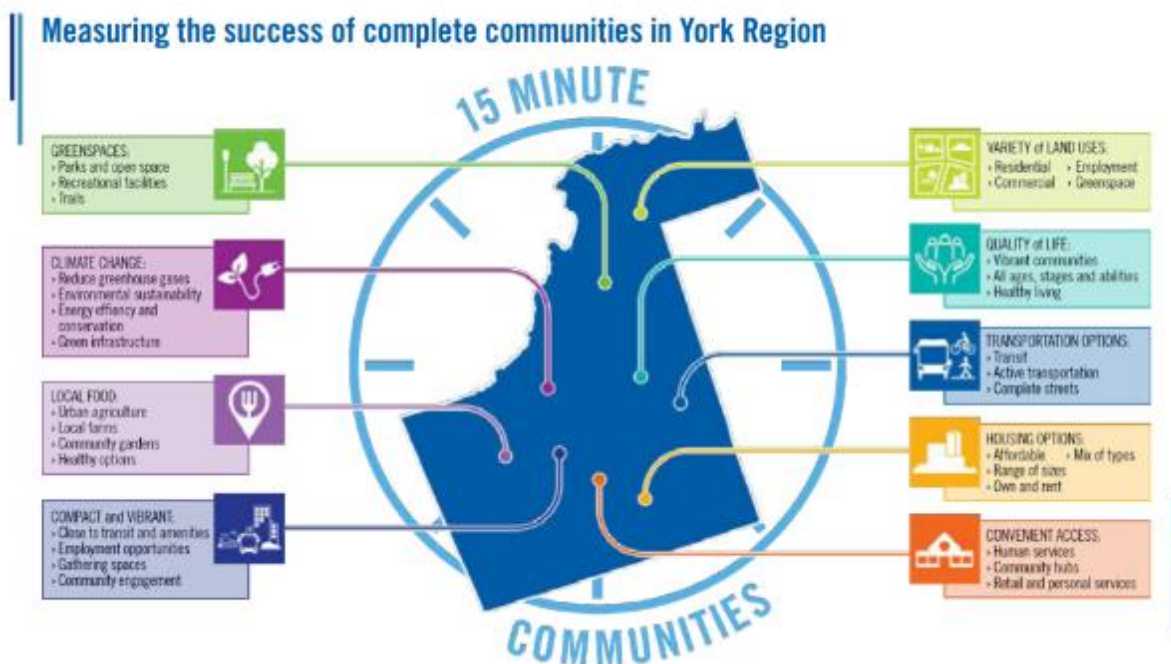 Measuring the success of complete communities in York Region
15 MINUTE
GREENSPACES:
› Parks and open space
› Recreational facilities
› Trails
CLIMATE CHANGE:
› Reduce greenhouse gases
› Environmental sustainability
› Energy effiency and
conservation
› Green infrastructure
LOCAL FOOD:
› Urban agriculture
› Local farms
› Community gardens
› Healthy options
COMPACT and VIBRANT:
› Close to transit and amenities
› Employment opportunities
› Gathering spaces
› Community engagement
VARIETY of LAND USES:
› Residential › Employment
› Commercial › Greenspace
QUALITY of LIFE:
› Vibrant communities
› All ages, stages and abilities
› Healthy living
TRANSPORTATION OPTIONS:
› Transit
› Active transportation
› Complete streets
HOUSING OPTIONS:
› Affordable › Mix of types
› Range of sizes
› Own and rent
CONVENIENT ACCESS:
› Human services
› Community hubs
› Retail and personal services
COMMUNITIES